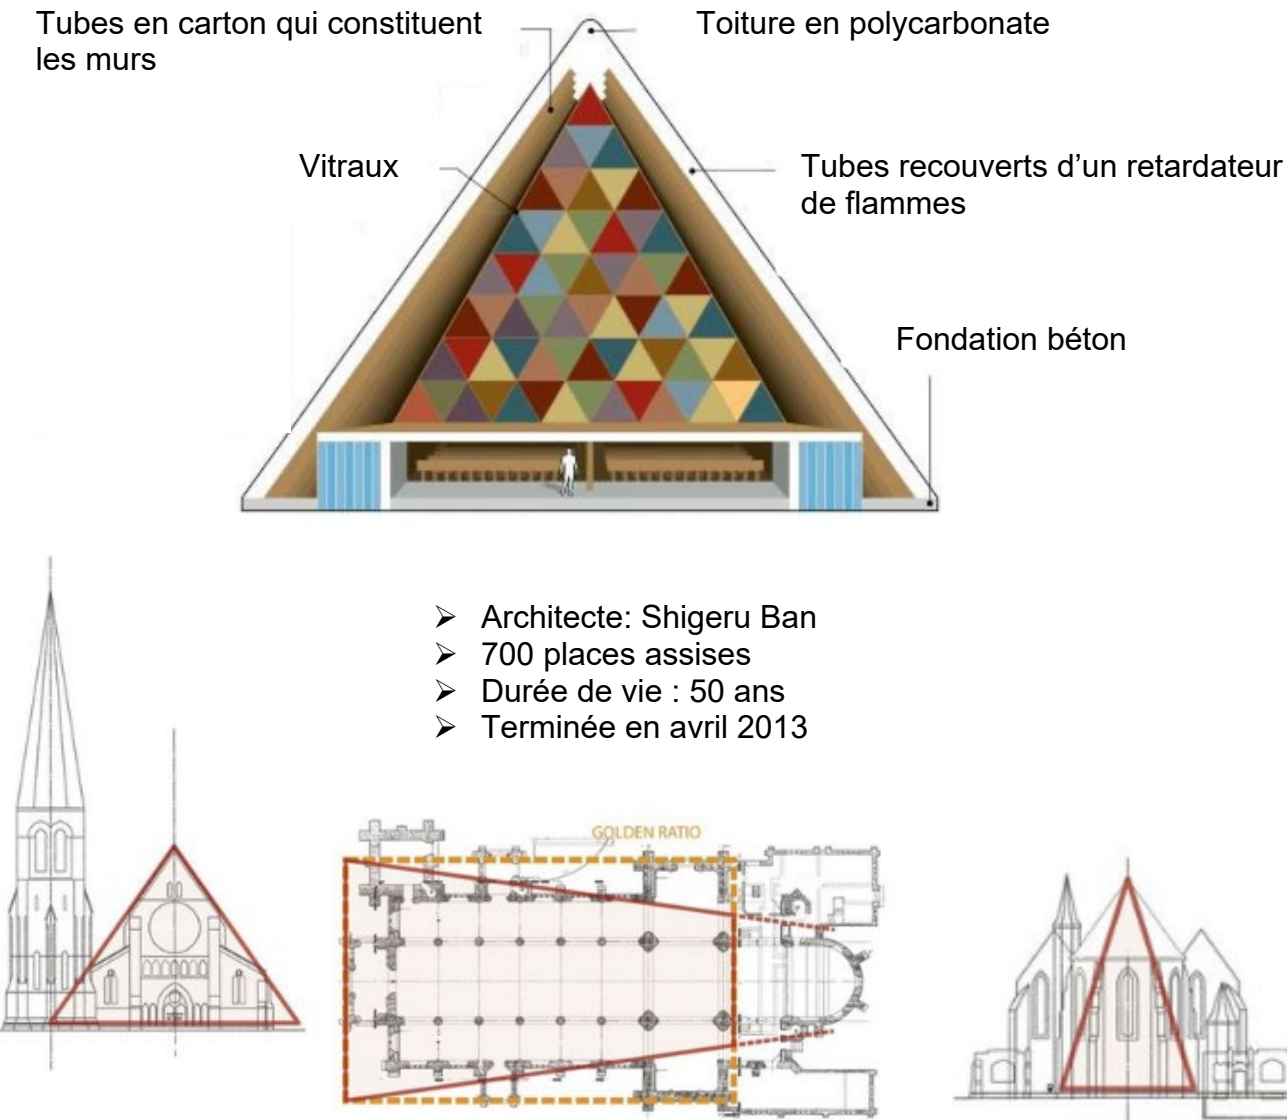 Tubes en carton qui constituent
les murs
Toiture en polycarbonate
Vitraux
Tubes recouverts d’un retardateur
de flammes
Fondation béton
➢ Architecte: Shigeru Ban
➢ 700 places assises
➢ Durée de vie : 50 ans
➢ Terminée en avril 2013
GOLDEN RATIO